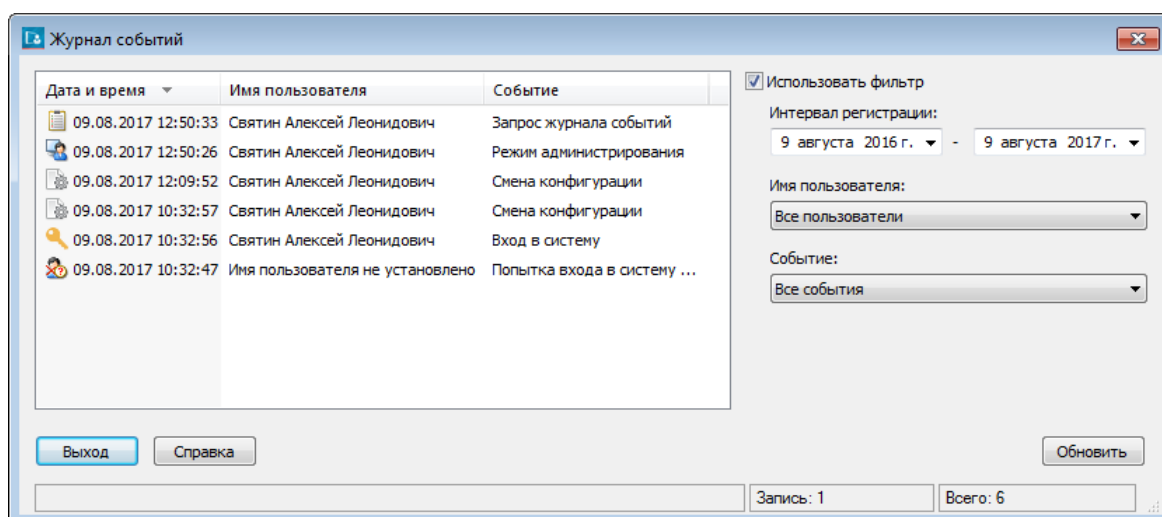 Журнал событий
Дата и время Имя пользователя Событие
09.08.2017 12:50:33 Святин Алексей Леонидович Запрос журнала событий
09.08.2017 12:50:26 Святин Алексей Леонидович Режим администрирования
09.08.2017 12:09:52 Святин Алексей Леонидович Смена конфигурации
09.08.2017 10:32:57 Святин Алексей Леонидович Смена конфигурации
09.08.2017 10:32:56 Святин Алексей Леонидович Вход в систему
09.08.2017 10:32:47 Имя пользователя не установлено Попытка входа в систему ...
Использовать фильтр
Интервал регистрации:
9 августа 2016 г. - 9 августа 2017 г.
Имя пользователя:
Все пользователи
Событие:
Все события
Выход Справка Обновить
Запись: 1 Всего: 6